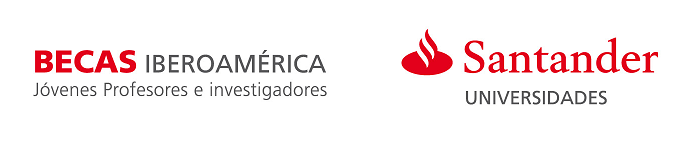 BECAS IBEROAMÉRICA
Jóvenes Profesores e investigadores
Santander
UNIVERSIDADES